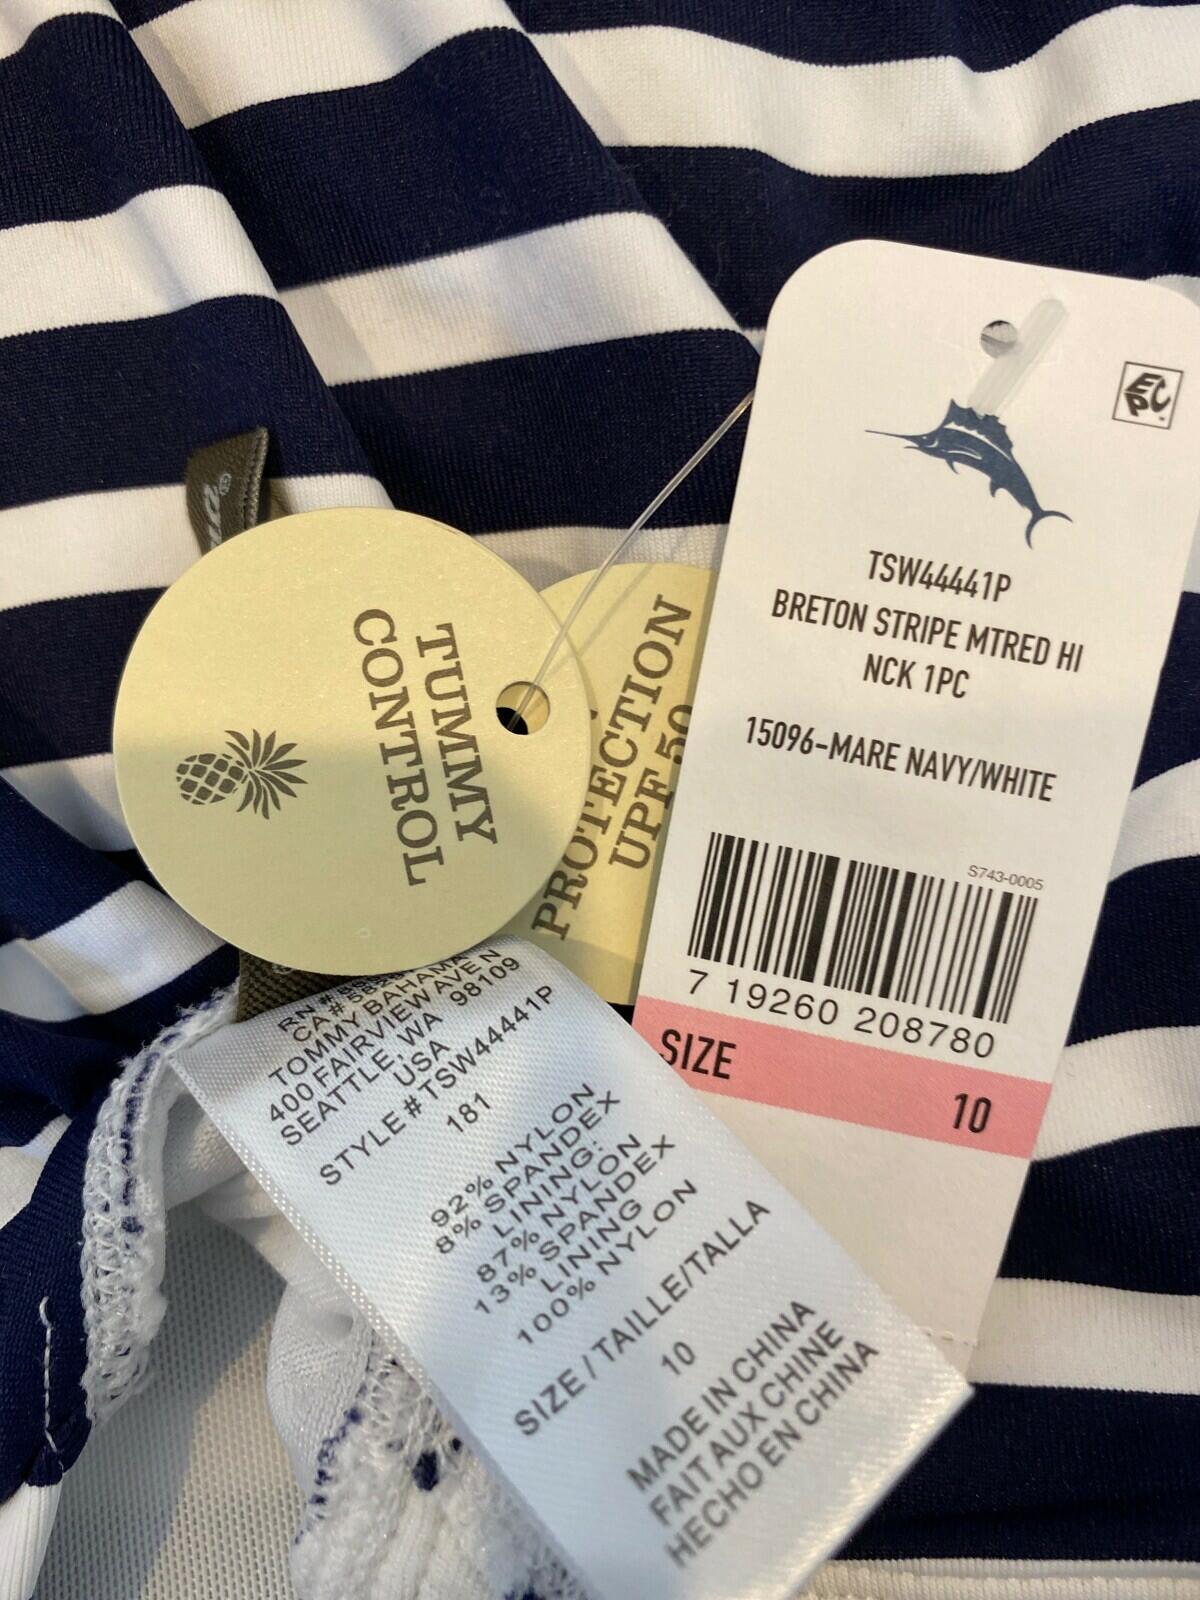 EPC
TSW44441P
BRETON STRIPE MTRED HI
NCK 1PC
15096-MARE NAVY/WHITE
S743-0005
7 19260 208780
SIZE
10
TUMMY
CONTROL
PROTECTION
UPF 50
TOMMY BAHAMA
400 FAIRVIEW AVE N
SEATTLE, WA 98109
USA
STYLE # TSW44441P
181
92% NYLON
8% SPANDEX
LINING:
87% NYLON
13% SPANDEX
LINING
100% NYLON
SIZE / TAILLE/TALLA
10
MADE IN CHINA
FAIT AUX CHINE
HECHO EN CHINA